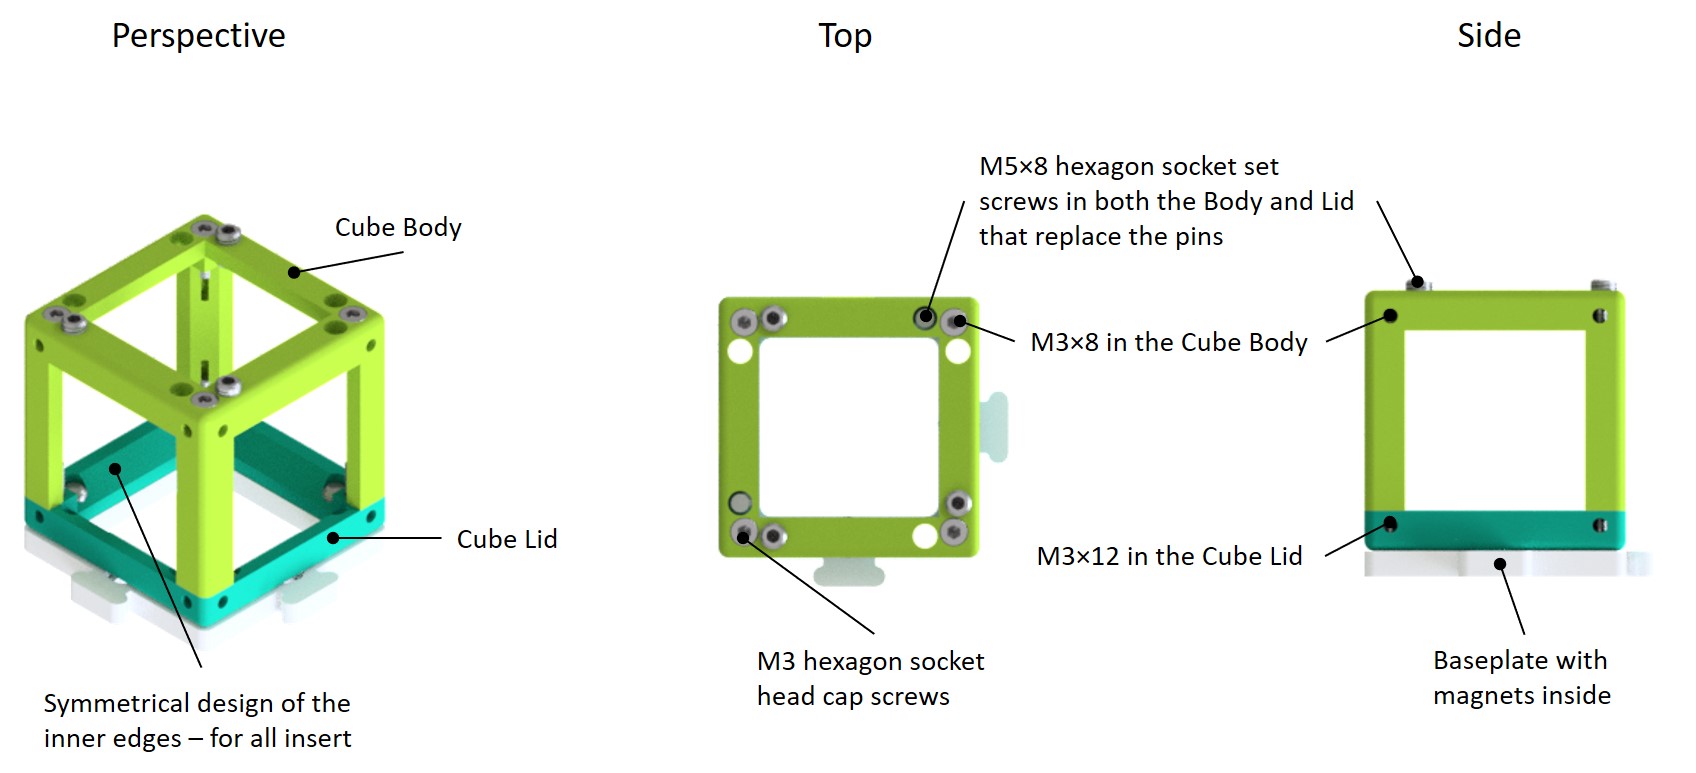 Perspective
Top
Side
M5×8 hexagon socket set
screws in both the Body and Lid
that replace the pins
Cube Body
M3×8 in the Cube Body
Cube Lid
M3×12 in the Cube Lid
M3 hexagon socket
head cap screws
Baseplate with
magnets inside
Symmetrical design of the
inner edges – for all insert